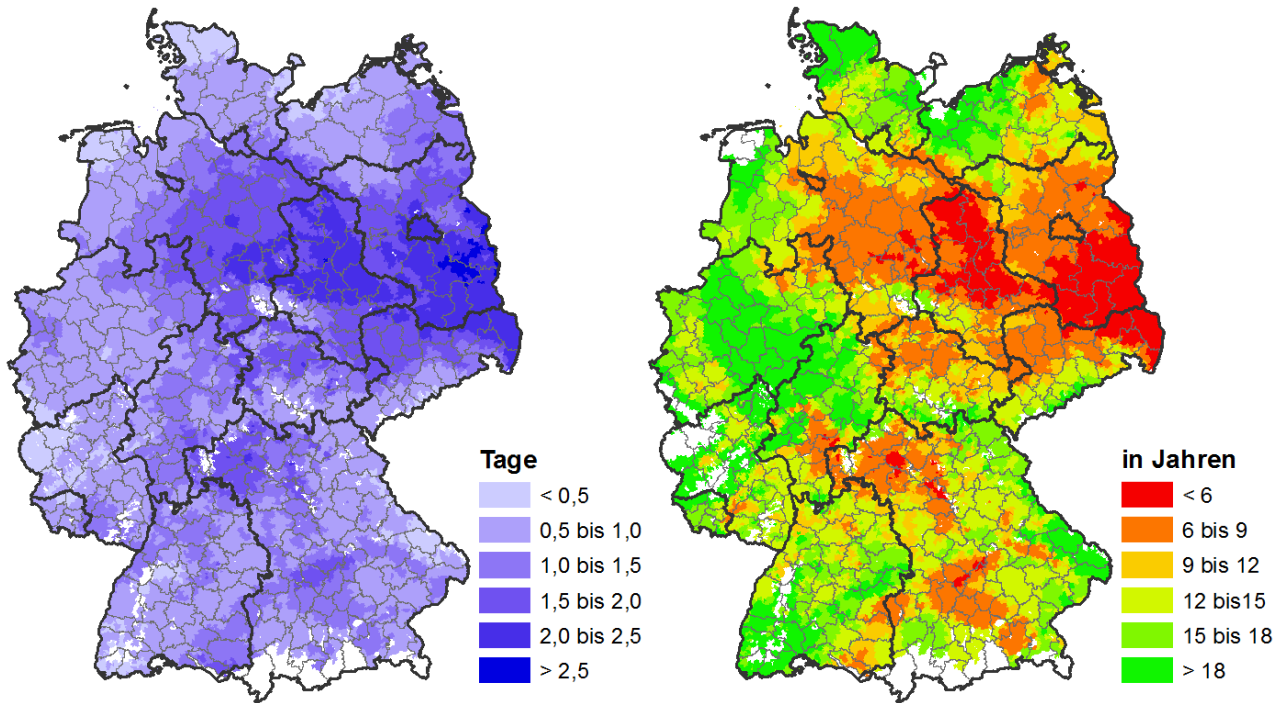 Tage
< 0,5
0,5 bis 1,0
1,0 bis 1,5
1,5 bis 2,0
2,0 bis 2,5
> 2,5
in Jahren
< 6
6 bis 9
9 bis 12
12 bis15
15 bis 18
> 18